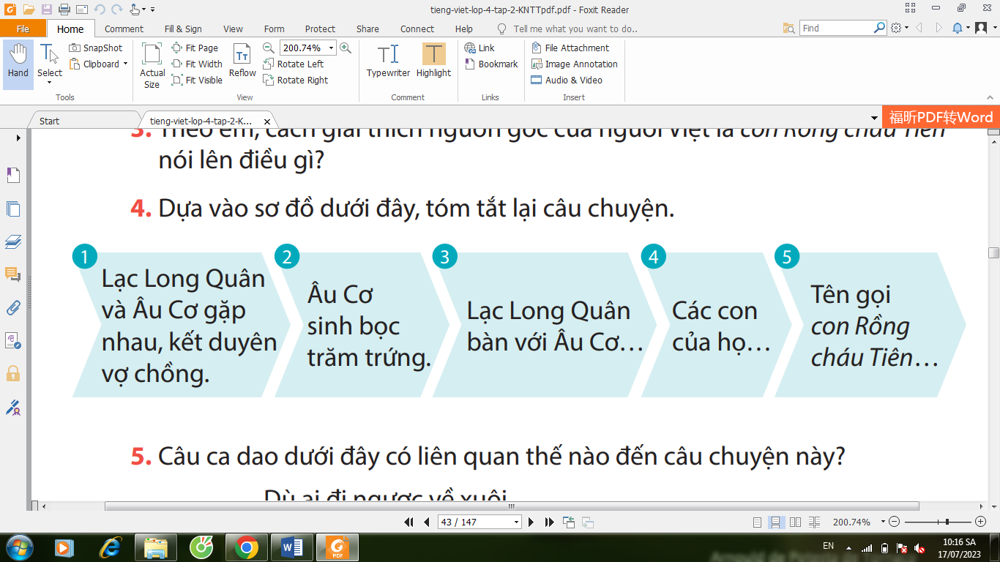 tieng-viet-lop-4-tap-2-KNTTpdf.pdf - Foxit Reader
File
Home
Comment
Fill & Sign
View
Form
Protect
Share
Connect
Help
Tell me what you want to do..
Find
Hand
Select
SnapShot
Clipboard
Tools
Actual
Size
Fit Page
Fit Width
Fit Visible
Reflow
200.74%
Rotate Left
Rotate Right
View
Typewriter
Highlight
Comment
Link
Bookmark
Links
File Attachment
Image Annotation
Audio & Video
Insert
Start
tieng-viet-lop-4-tap-2-K...
福昕PDF转Word
3. Theo em, cách giải thích nguồn gốc của người Việt là con Rồng cháu Tiên
nói lên điều gì?
4. Dựa vào sơ đồ dưới đây, tóm tắt lại câu chuyện.
1
Lạc Long Quân
và Âu Cơ gặp
nhau, kết duyên
vợ chồng.
2
Âu Cơ
sinh bọc
trăm trứng.
3
Lạc Long Quân
bàn với Âu Cơ…
4
Các con
của họ…
5
Tên gọi
con Rồng
cháu Tiên…
5. Câu ca dao dưới đây có liên quan thế nào đến câu chuyện này?
Dù ai đi ngược về xuôi
43 / 147
200.74%
EN
10:16 SA
17/07/2023